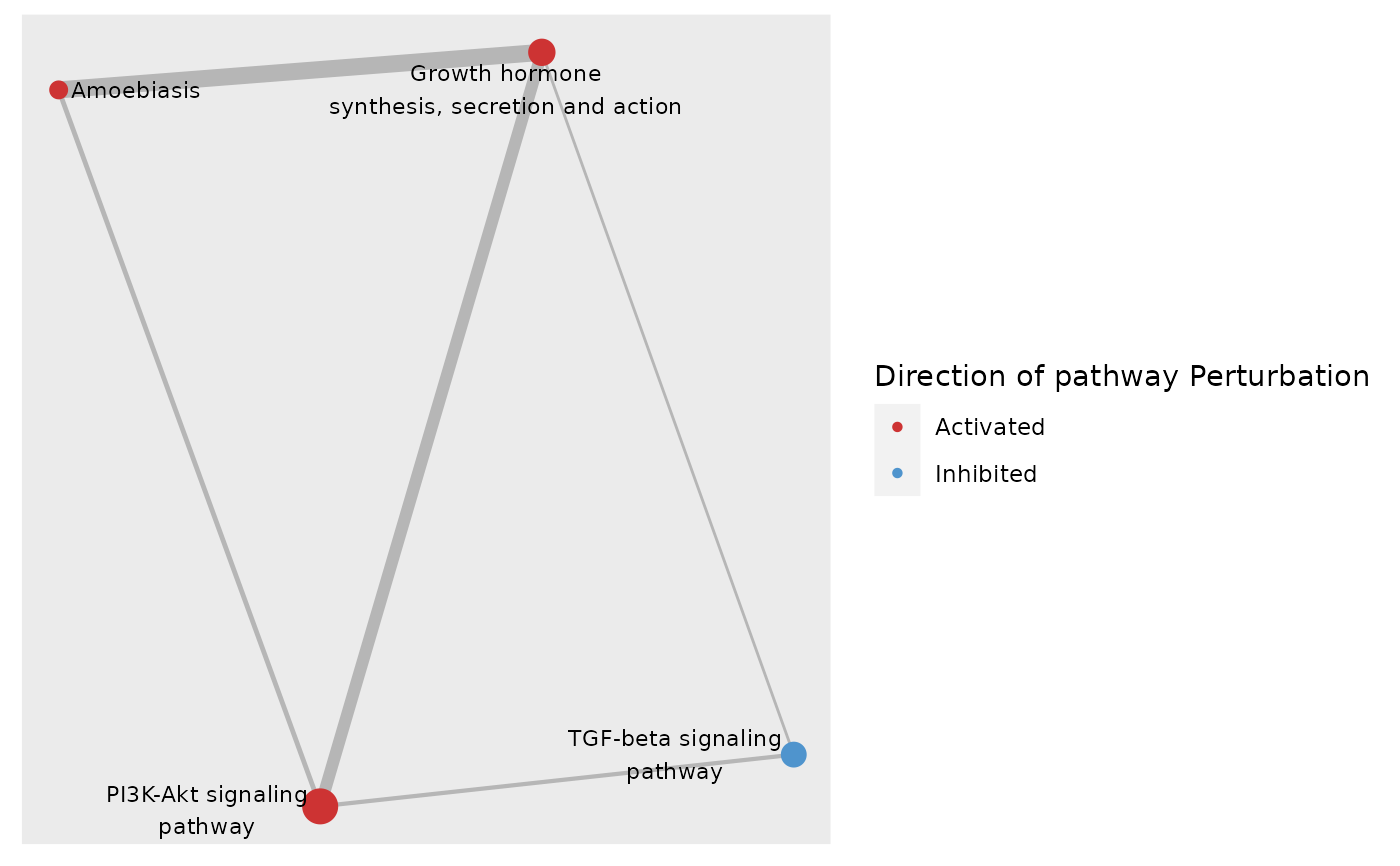 Growth hormone
synthesis, secretion and action
Amoebiasis
TGF-beta signaling
pathway
PI3K-Akt signaling
pathway
Direction of pathway Perturbation
Activated
Inhibited